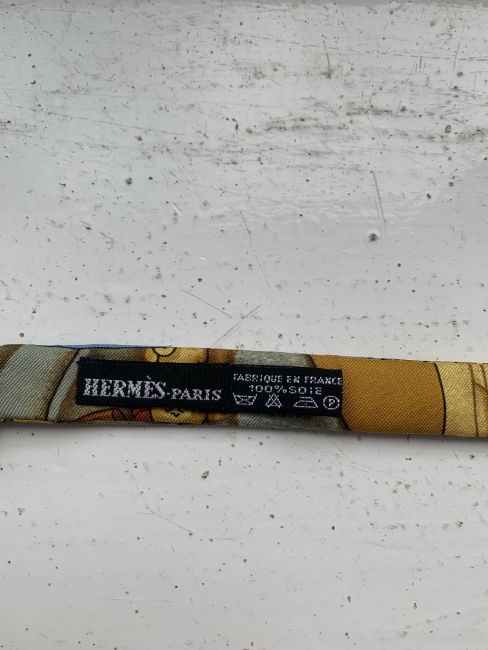 HERMÈS-PARIS
FABRIQUE EN FRANCE
100% SOIE
P